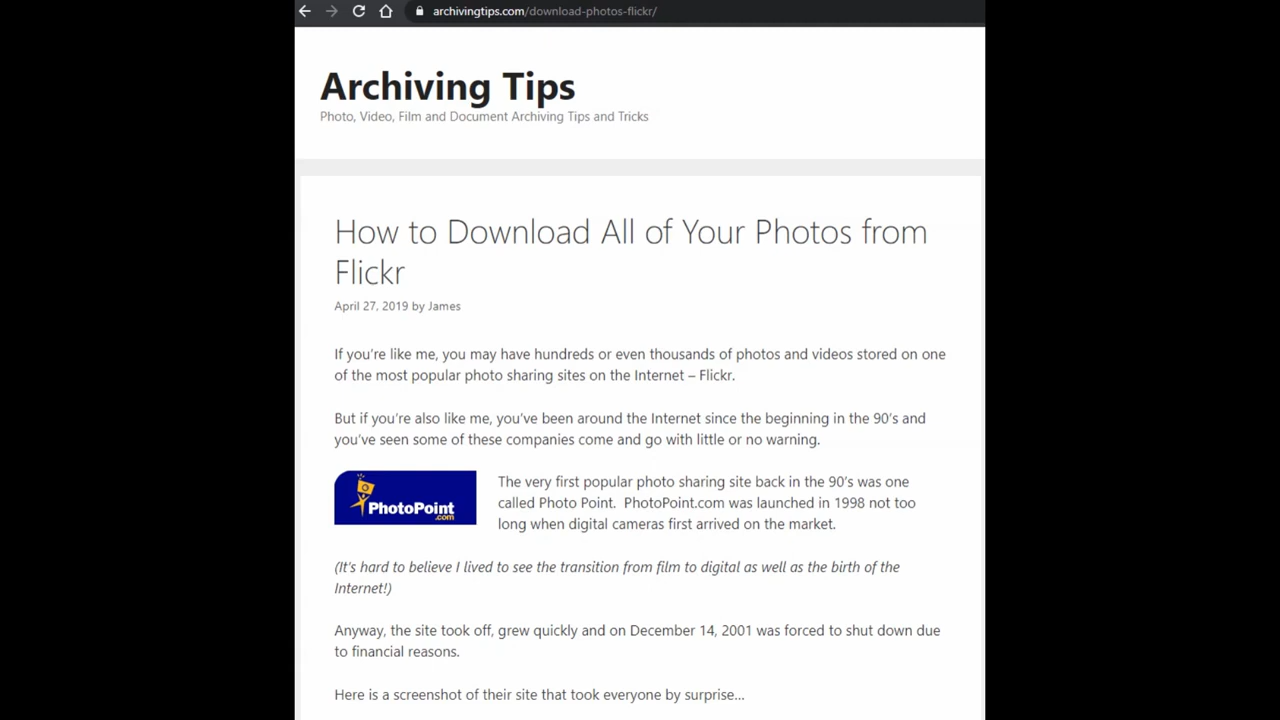 archivingtips.com/download-photos-flickr/
Archiving Tips
Photo, Video, Film and Document Archiving Tips and Tricks
How to Download All of Your Photos from
Flickr
April 27, 2019 by James
If you're like me, you may have hundreds or even thousands of photos and videos stored on one
of the most popular photo sharing sites on the Internet – Flickr.
But if you're also like me, you've been around the Internet since the beginning in the 90's and
you've seen some of these companies come and go with little or no warning.
PhotoPoint
.com
The very first popular photo sharing site back in the 90's was one
called Photo Point.  PhotoPoint.com was launched in 1998 not too
long when digital cameras first arrived on the market.
(It's hard to believe I lived to see the transition from film to digital as well as the birth of the
Internet!)
Anyway, the site took off, grew quickly and on December 14, 2001 was forced to shut down due
to financial reasons.
Here is a screenshot of their site that took everyone by surprise…